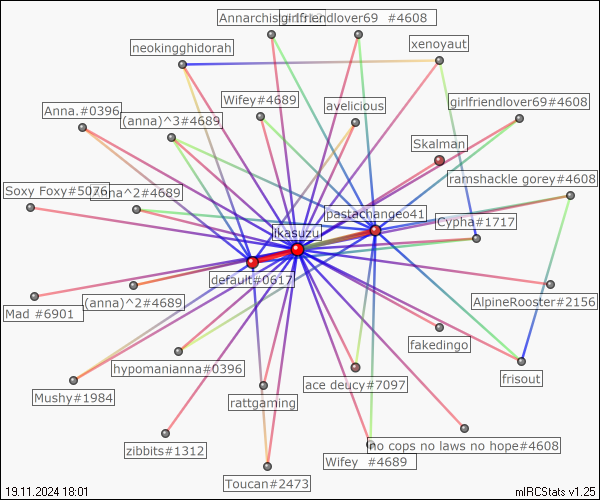 Annarchist
girlfriendlover69 #4608
neokingghidorah
xenoyaut
Wifey#4689
avelicious
girlfriendlover69#4608
Anna.#0396
(anna)^3#4689
Skalman
ramshackle gorey#4608
Soxy Foxy#5076
^2#4689
pastachangeo41
Cypha#1717
ikasuzu
default#0617
Mad #6901
(anna)^2#4689
AlpineRooster#2156
fakedingo
hypomanianna#0396
frisout
Mushy#1984
ace deucy#7097
rattgaming
zibbits#1312
no cops no laws no hope#4608
Wifey #4689
Toucan#2473
19.11.2024 18:01
mIRCStats v1.25